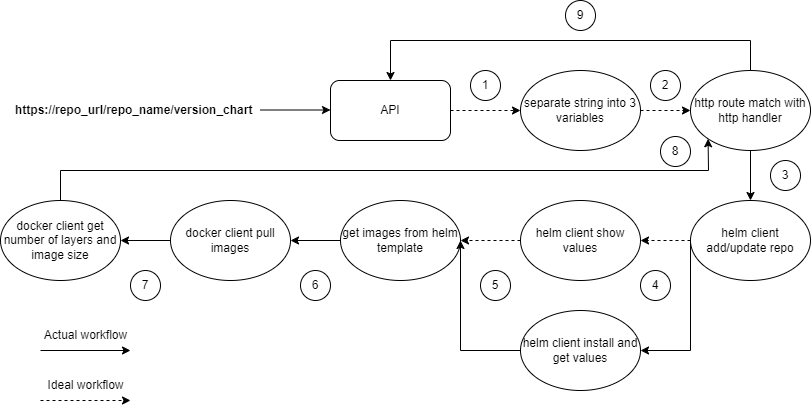 9
https://repo_url/repo_name/version_chart
API
1
separate string into 3
variables
2
http route match with
http handler
8
3
docker client get
number of layers and
image size
docker client pull
images
get images from helm
template
helm client show
values
helm client
add/update repo
7
6
5
4
Actual workflow
helm client install and
get values
Ideal workflow